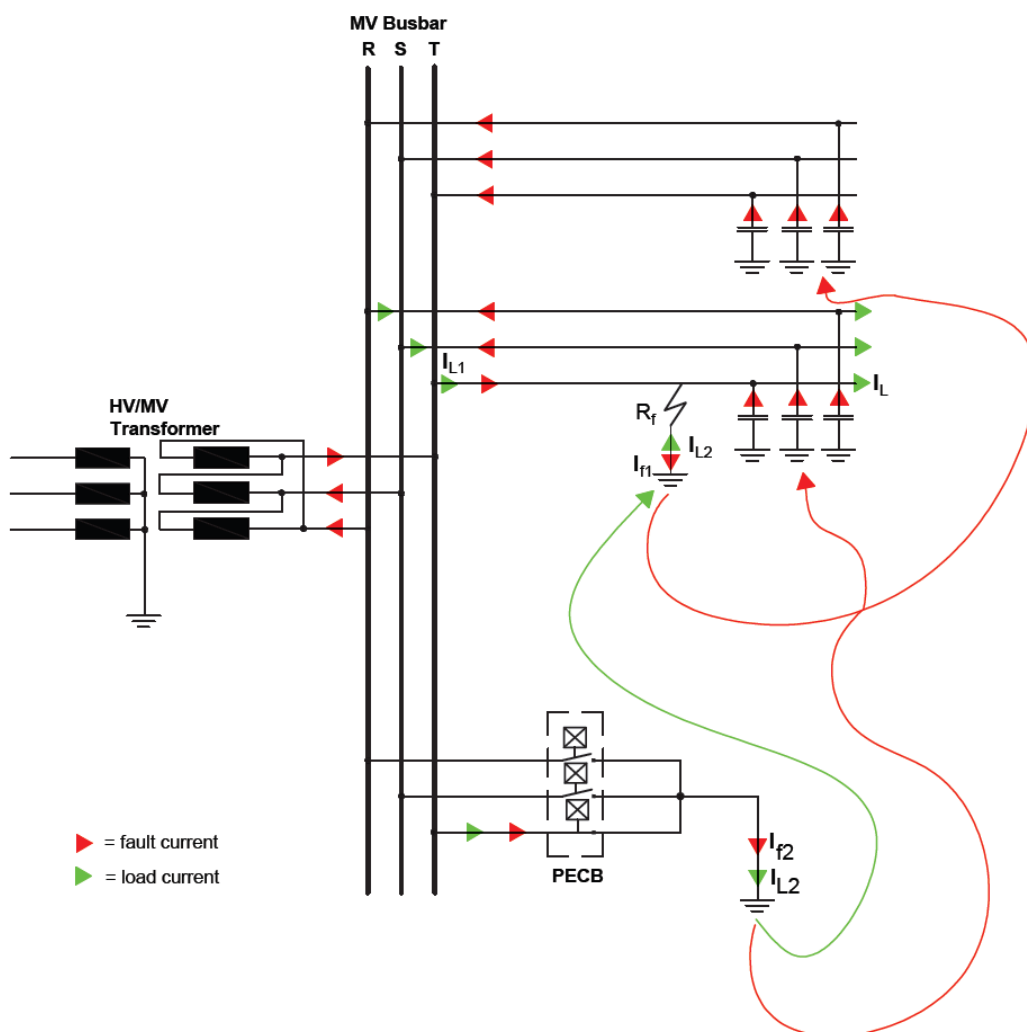 MV Busbar
R S T
I_L1
I_L
HV/MV
Transformer
R_f
I_L2
I_f1
= fault current
= load current
PECB
I_f2
I_L2